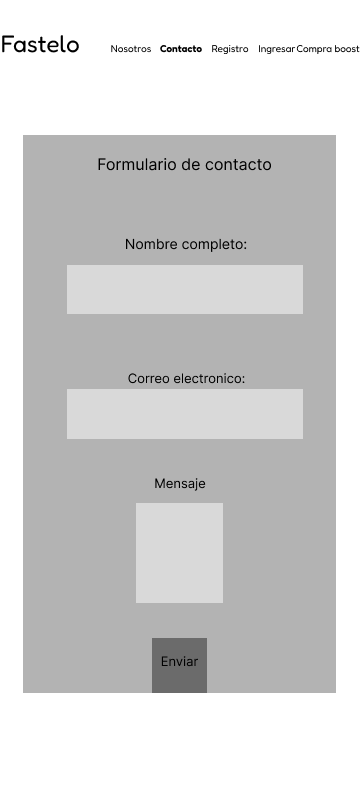 Fastelo
Nosotros Contacto Registro Ingresar Compra boost
Formulario de contacto
Nombre completo:
Correo electronico:
Mensaje
Enviar